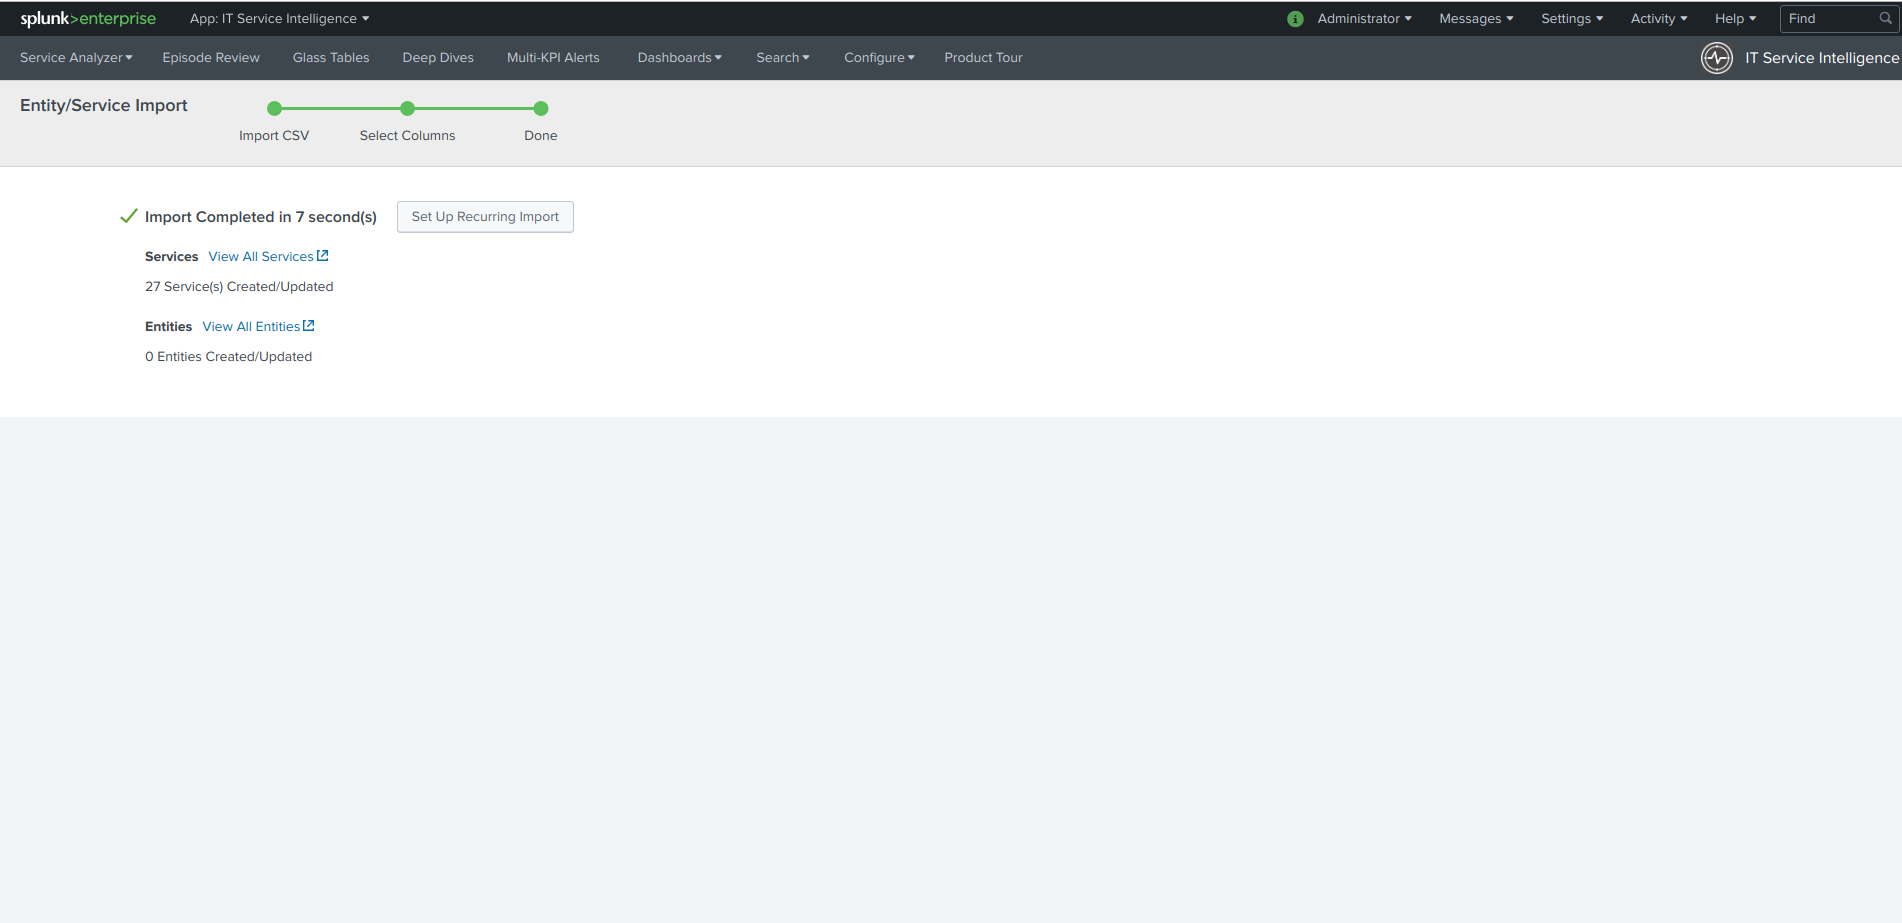 splunk>enterprise App: IT Service Intelligence Administrator Messages Settings Activity Help Find
Service Analyzer Episode Review Glass Tables Deep Dives Multi-KPI Alerts Dashboards Search Configure Product Tour IT Service Intelligence
Entity/Service Import
Import CSV Select Columns Done
Import Completed in 7 second(s) Set Up Recurring Import
Services View All Services
27 Service(s) Created/Updated
Entities View All Entities
0 Entities Created/Updated